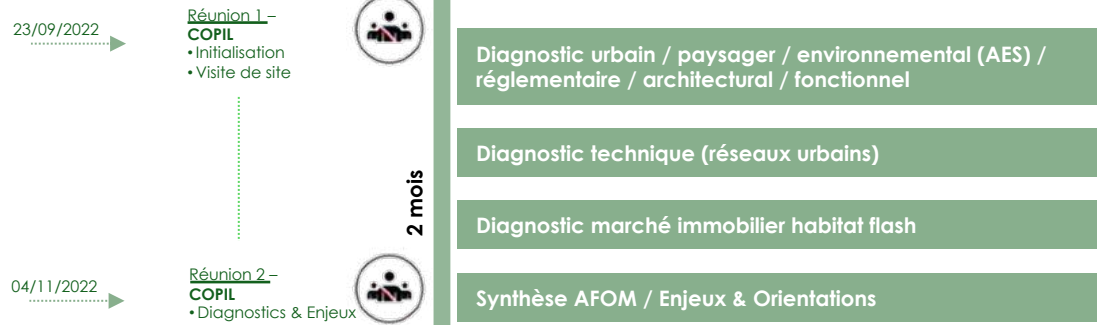 23/09/2022
Réunion 1 –
COPIL
• Initialisation
• Visite de site
2 mois
04/11/2022
Réunion 2 –
COPIL
• Diagnostics & Enjeux
Diagnostic urbain / paysager / environnemental (AES) /
réglementaire / architectural / fonctionnel
Diagnostic technique (réseaux urbains)
Diagnostic marché immobilier habitat flash
Synthèse AFOM / Enjeux & Orientations